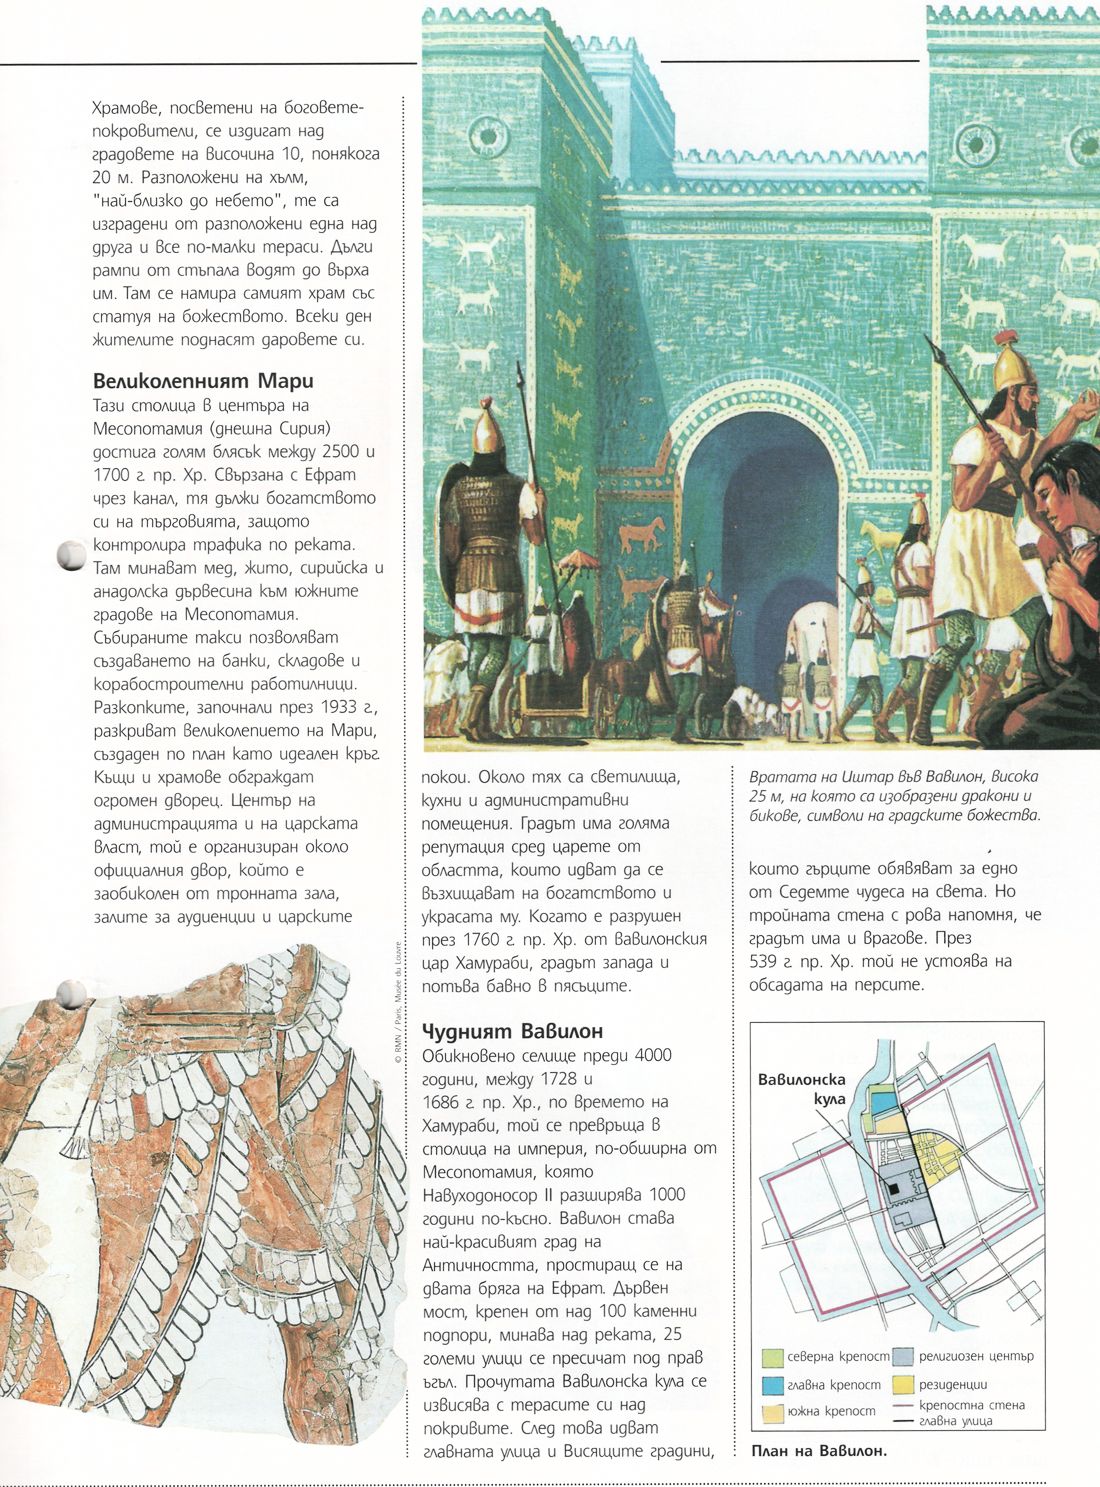 Храмове, посветени на боговете-
покровители, се издигат над
градовете на височина 10, понякога
20 м. Разположени на хълм,
"най-близко до небето", те са
изградени от разположени една над
друга и все по-малки тераси. Дълги
рампи от стъпала водят до върха
им. Там се намира самият храм със
статуя на божеството. Всеки ден
жителите поднасят даровете си.
Великолепният Мари
Тази столица в центъра на
Месопотамия (днешна Сирия)
достига голям блясък между 2500 и
1700 г. пр. Хр. Свързана с Ефрат
чрез канал, тя дължи богатството
си на търговията, защото
контролира трафика по реката.
Там минават мед, жито, сирийска и
анадолска дървесина към южните
градове на Месопотамия.
Събираните такси позволяват
създаването на банки, складове и
корабостроителни работилници.
Разкопките, започнали през 1933 г.,
разкриват великолепието на Мари,
създаден по план като идеален кръг.
Къщи и храмове обграждат
огромен дворец. Център на
администрацията и на царската
власт, той е организиран около
официалния двор, който е
заобиколен от тронната зала,
залите за аудиенции и царските
© RMN / Paris, Musée du Louvre
покои. Около тях са светилища,
кухни и административни
помещения. Градът има голяма
репутация сред царете от
областта, които идват да се
възхищават на богатството и
украсата му. Когато е разрушен
през 1760 г. пр. Хр. от вавилонския
цар Хамураби, градът запада и
потъва бавно в пясъците.
Чудният Вавилон
Обикновено селище преди 4000
години, между 1728 и
1686 г. пр. Хр., по времето на
Хамураби, той се превръща в
столица на империя, по-обширна от
Месопотамия, която
Навуходоносор II разширява 1000
години по-късно. Вавилон става
най-красивият град на
Античността, простиращ се на
двата бряга на Ефрат. Дървен
мост, крепен от над 100 каменни
подпори, минава над реката, 25
големи улици се пресичат под прав
ъгъл. Прочутата Вавилонска кула се
извисява с терасите си над
покривите. След това идват
главната улица и Висящите градини,
Вратата на Иштар във Вавилон, висока
25 м, на която са изобразени дракони и
бикове, символи на градските божества.
които гърците обявяват за едно
от Седемте чудеса на света. Но
тройната стена с рова напомня, че
градът има и врагове. През
539 г. пр. Хр. той не устоява на
обсадата на персите.
Вавилонска
кула
северна крепост
главна крепост
южна крепост
религиозен център
резиденции
крепостна стена
главна улица
План на Вавилон.